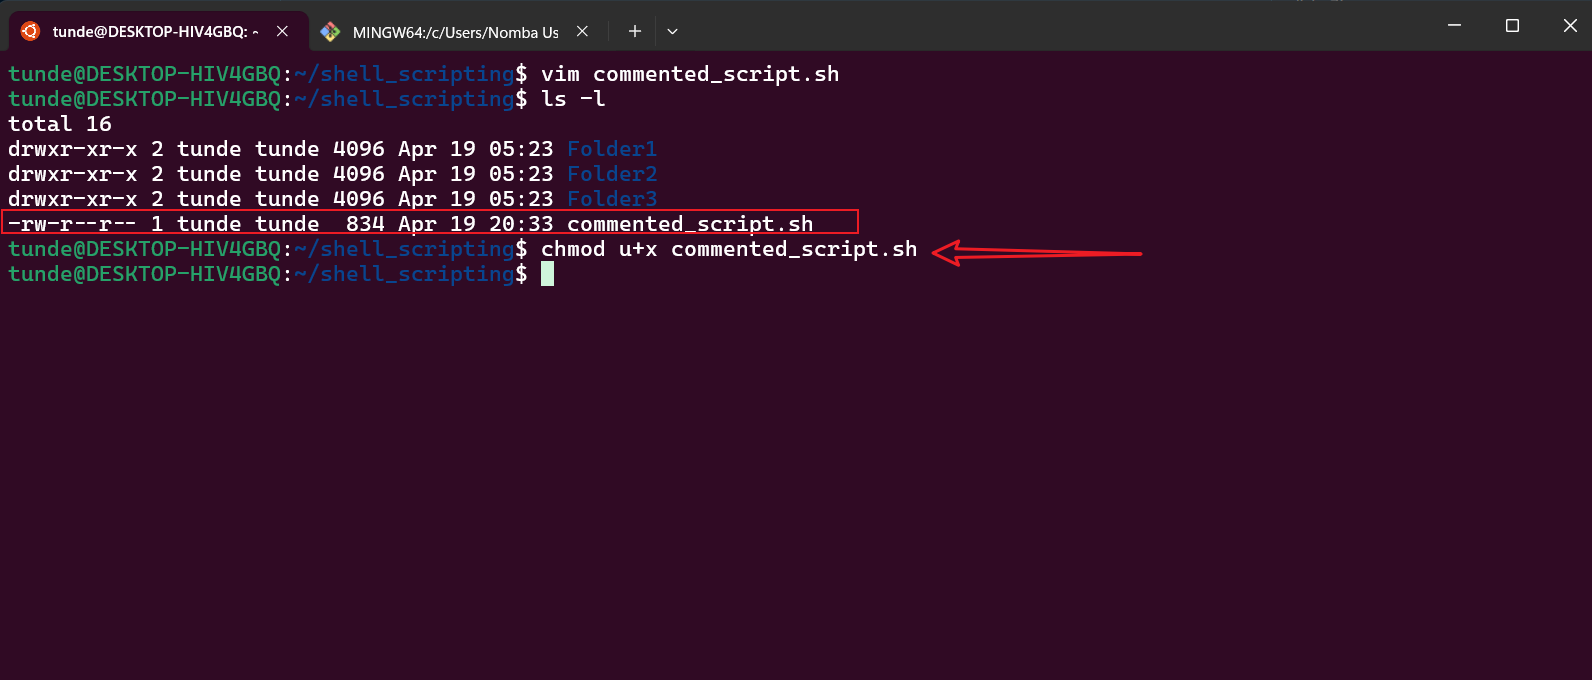 tunde@DESKTOP-HIV4GBQ: ~
MINGW64:/c/Users/Nomba Us
tunde@DESKTOP-HIV4GBQ:~/shell_scripting$ vim commented_script.sh
tunde@DESKTOP-HIV4GBQ:~/shell_scripting$ ls -l
total 16
drwxr-xr-x 2 tunde tunde 4096 Apr 19 05:23 Folder1
drwxr-xr-x 2 tunde tunde 4096 Apr 19 05:23 Folder2
drwxr-xr-x 2 tunde tunde 4096 Apr 19 05:23 Folder3
-rw-r--r-- 1 tunde tunde  834 Apr 19 20:33 commented_script.sh
tunde@DESKTOP-HIV4GBQ:~/shell_scripting$ chmod u+x commented_script.sh
tunde@DESKTOP-HIV4GBQ:~/shell_scripting$